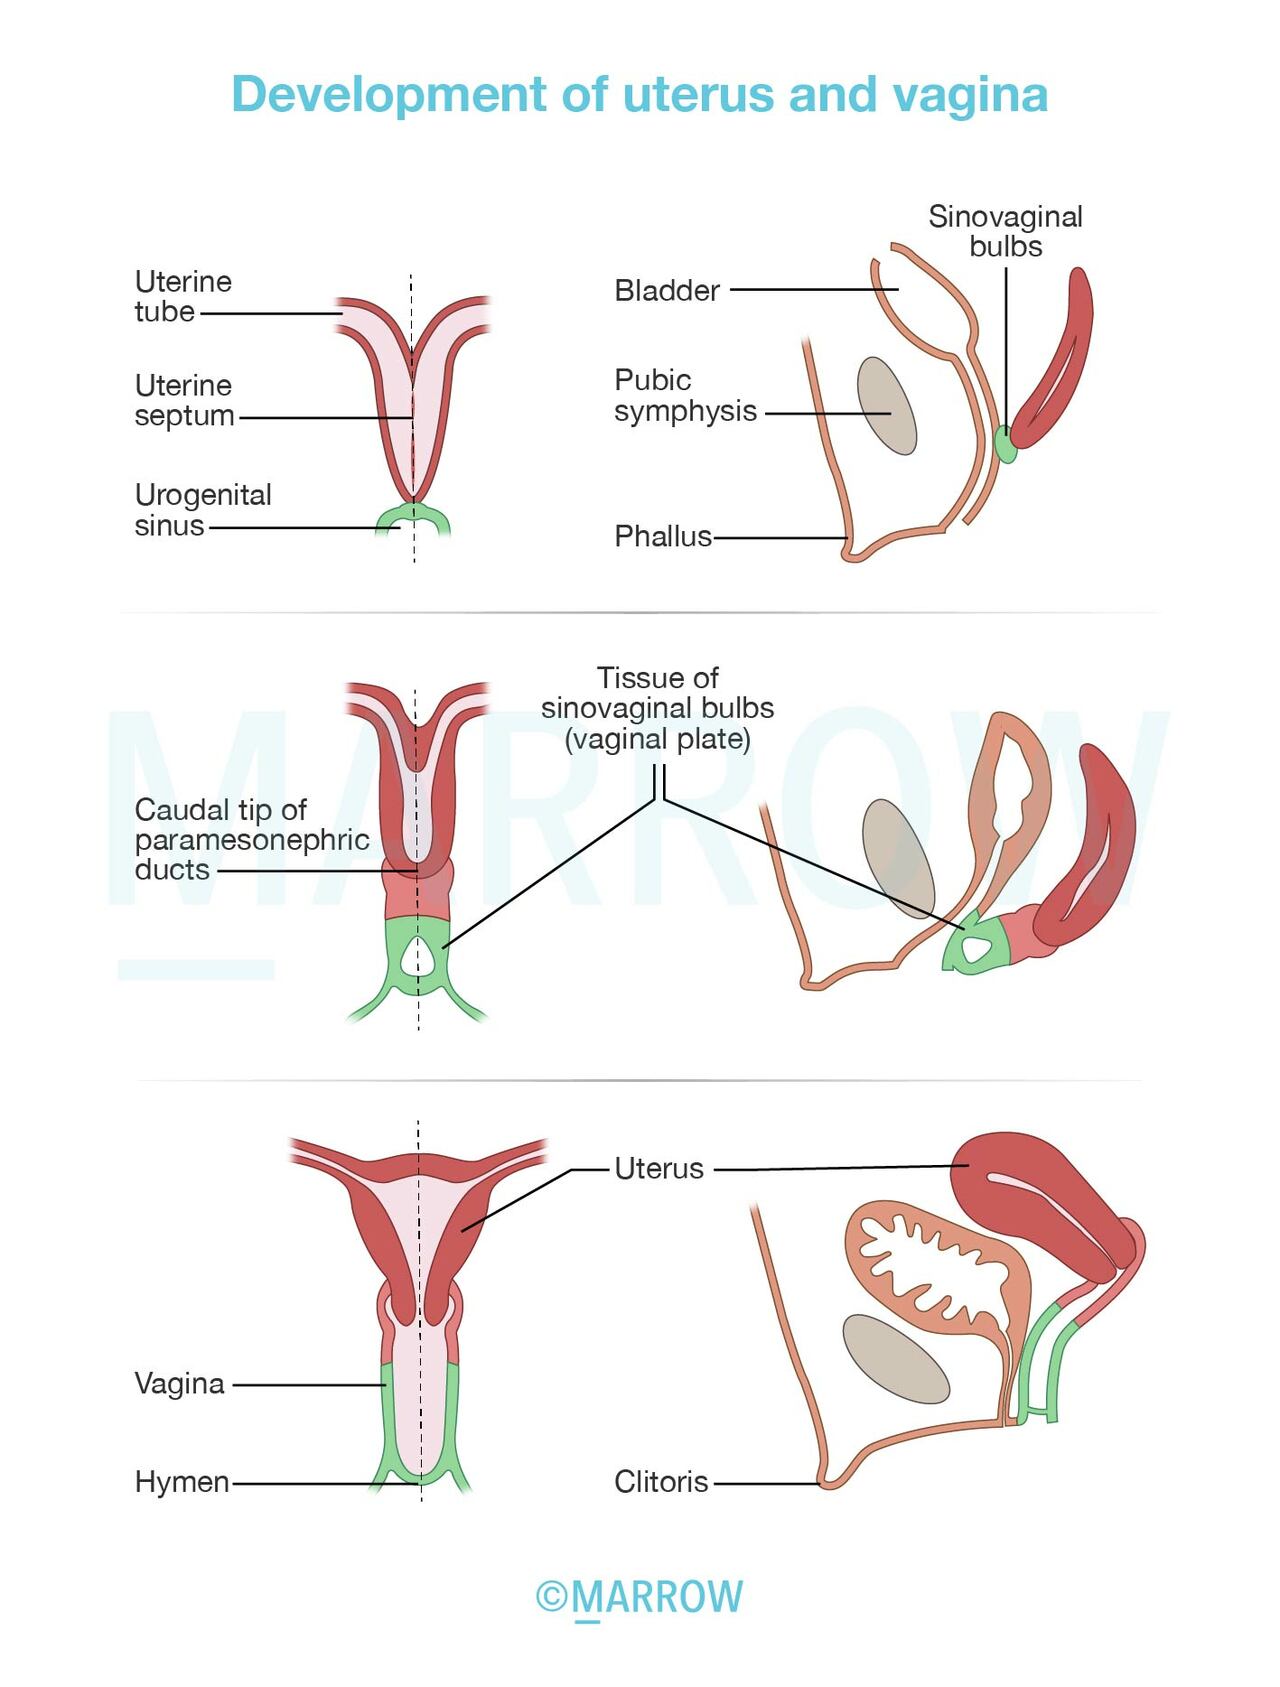 Development of uterus and vagina
Uterine
tube
Uterine
septum
Urogenital
sinus
Sinovaginal
bulbs
Bladder
Pubic
symphysis
Phallus
Tissue of
sinovaginal bulbs
(vaginal plate)
Caudal tip of
paramesonephric
ducts
MARROW
Uterus
Vagina
Hymen
Clitoris
©MARROW